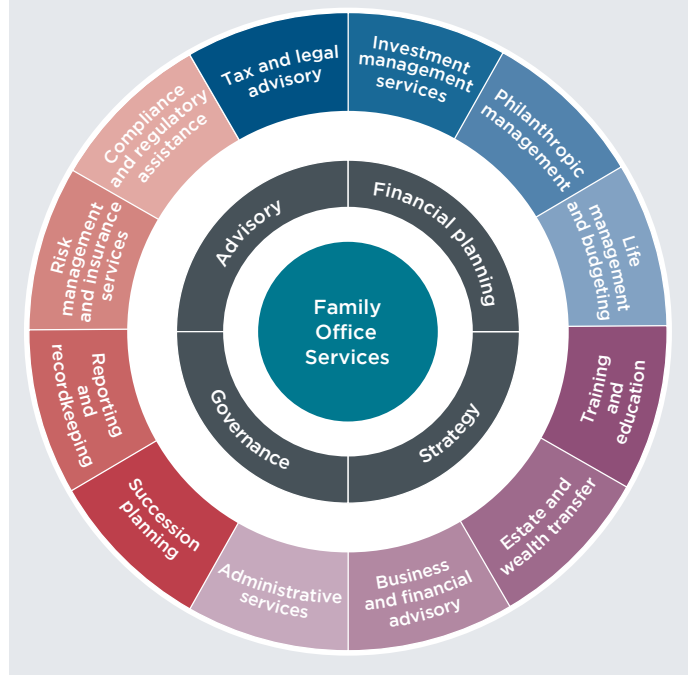 Tax and legal
advisory
Investment
management
services
Philanthropic
management
Life
management
and budgeting
Training
and
education
Estate and
wealth transfer
Business
and financial
advisory
Administrative
services
Succession
planning
Reporting
and
recordkeeping
Risk
management
and insurance
services
Compliance
and regulatory
assistance
Advisory
Financial planning
Strategy
Governance
Family
Office
Services